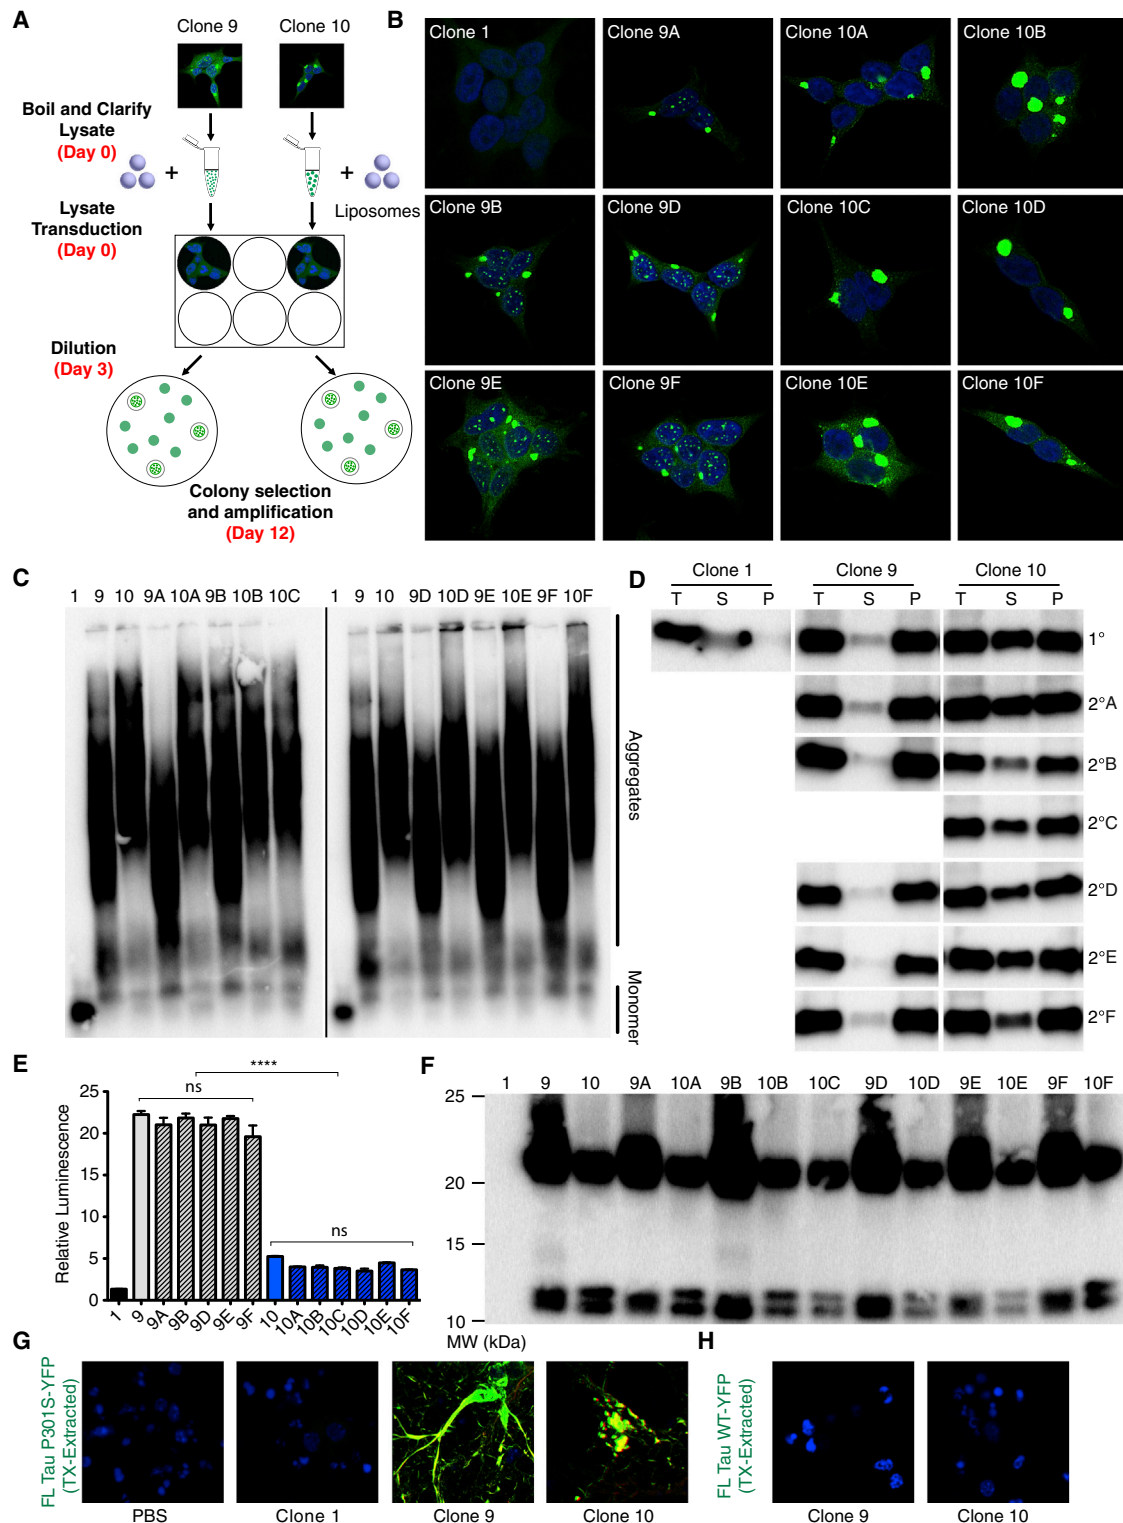 A
Clone 9
Clone 10
Boil and Clarify
Lysate
(Day 0)
+
+
Lysate
Transduction
(Day 0)
Liposomes
Dilution
(Day 3)
Colony selection
and amplification
(Day 12)
B
Clone 1
Clone 9A
Clone 10A
Clone 10B
Clone 9B
Clone 9D
Clone 10C
Clone 10D
Clone 9E
Clone 9F
Clone 10E
Clone 10F
C
1 9 10 9A 10A 9B 10B 10C
1 9 10 9D 10D 9E 10E 9F 10F
Aggregates
Monomer
D
Clone 1
Clone 9
Clone 10
T S P
T S P
T S P
1°
2°A
2°B
2°C
2°D
2°E
2°F
E
****
ns
ns
Relative Luminescence
25
20
15
10
5
0
1 9 9A 9B 9D 9E 9F 10 10A 10B 10C 10D 10E 10F
F
1 9 10 9A 10A 9B 10B 10C 9D 10D 9E 10E 9F 10F
25
20
15
10
MW (kDa)
G
FL Tau P301S-YFP
(TX-Extracted)
PBS
Clone 1
Clone 9
Clone 10
H
FL Tau WT-YFP
(TX-Extracted)
Clone 9
Clone 10